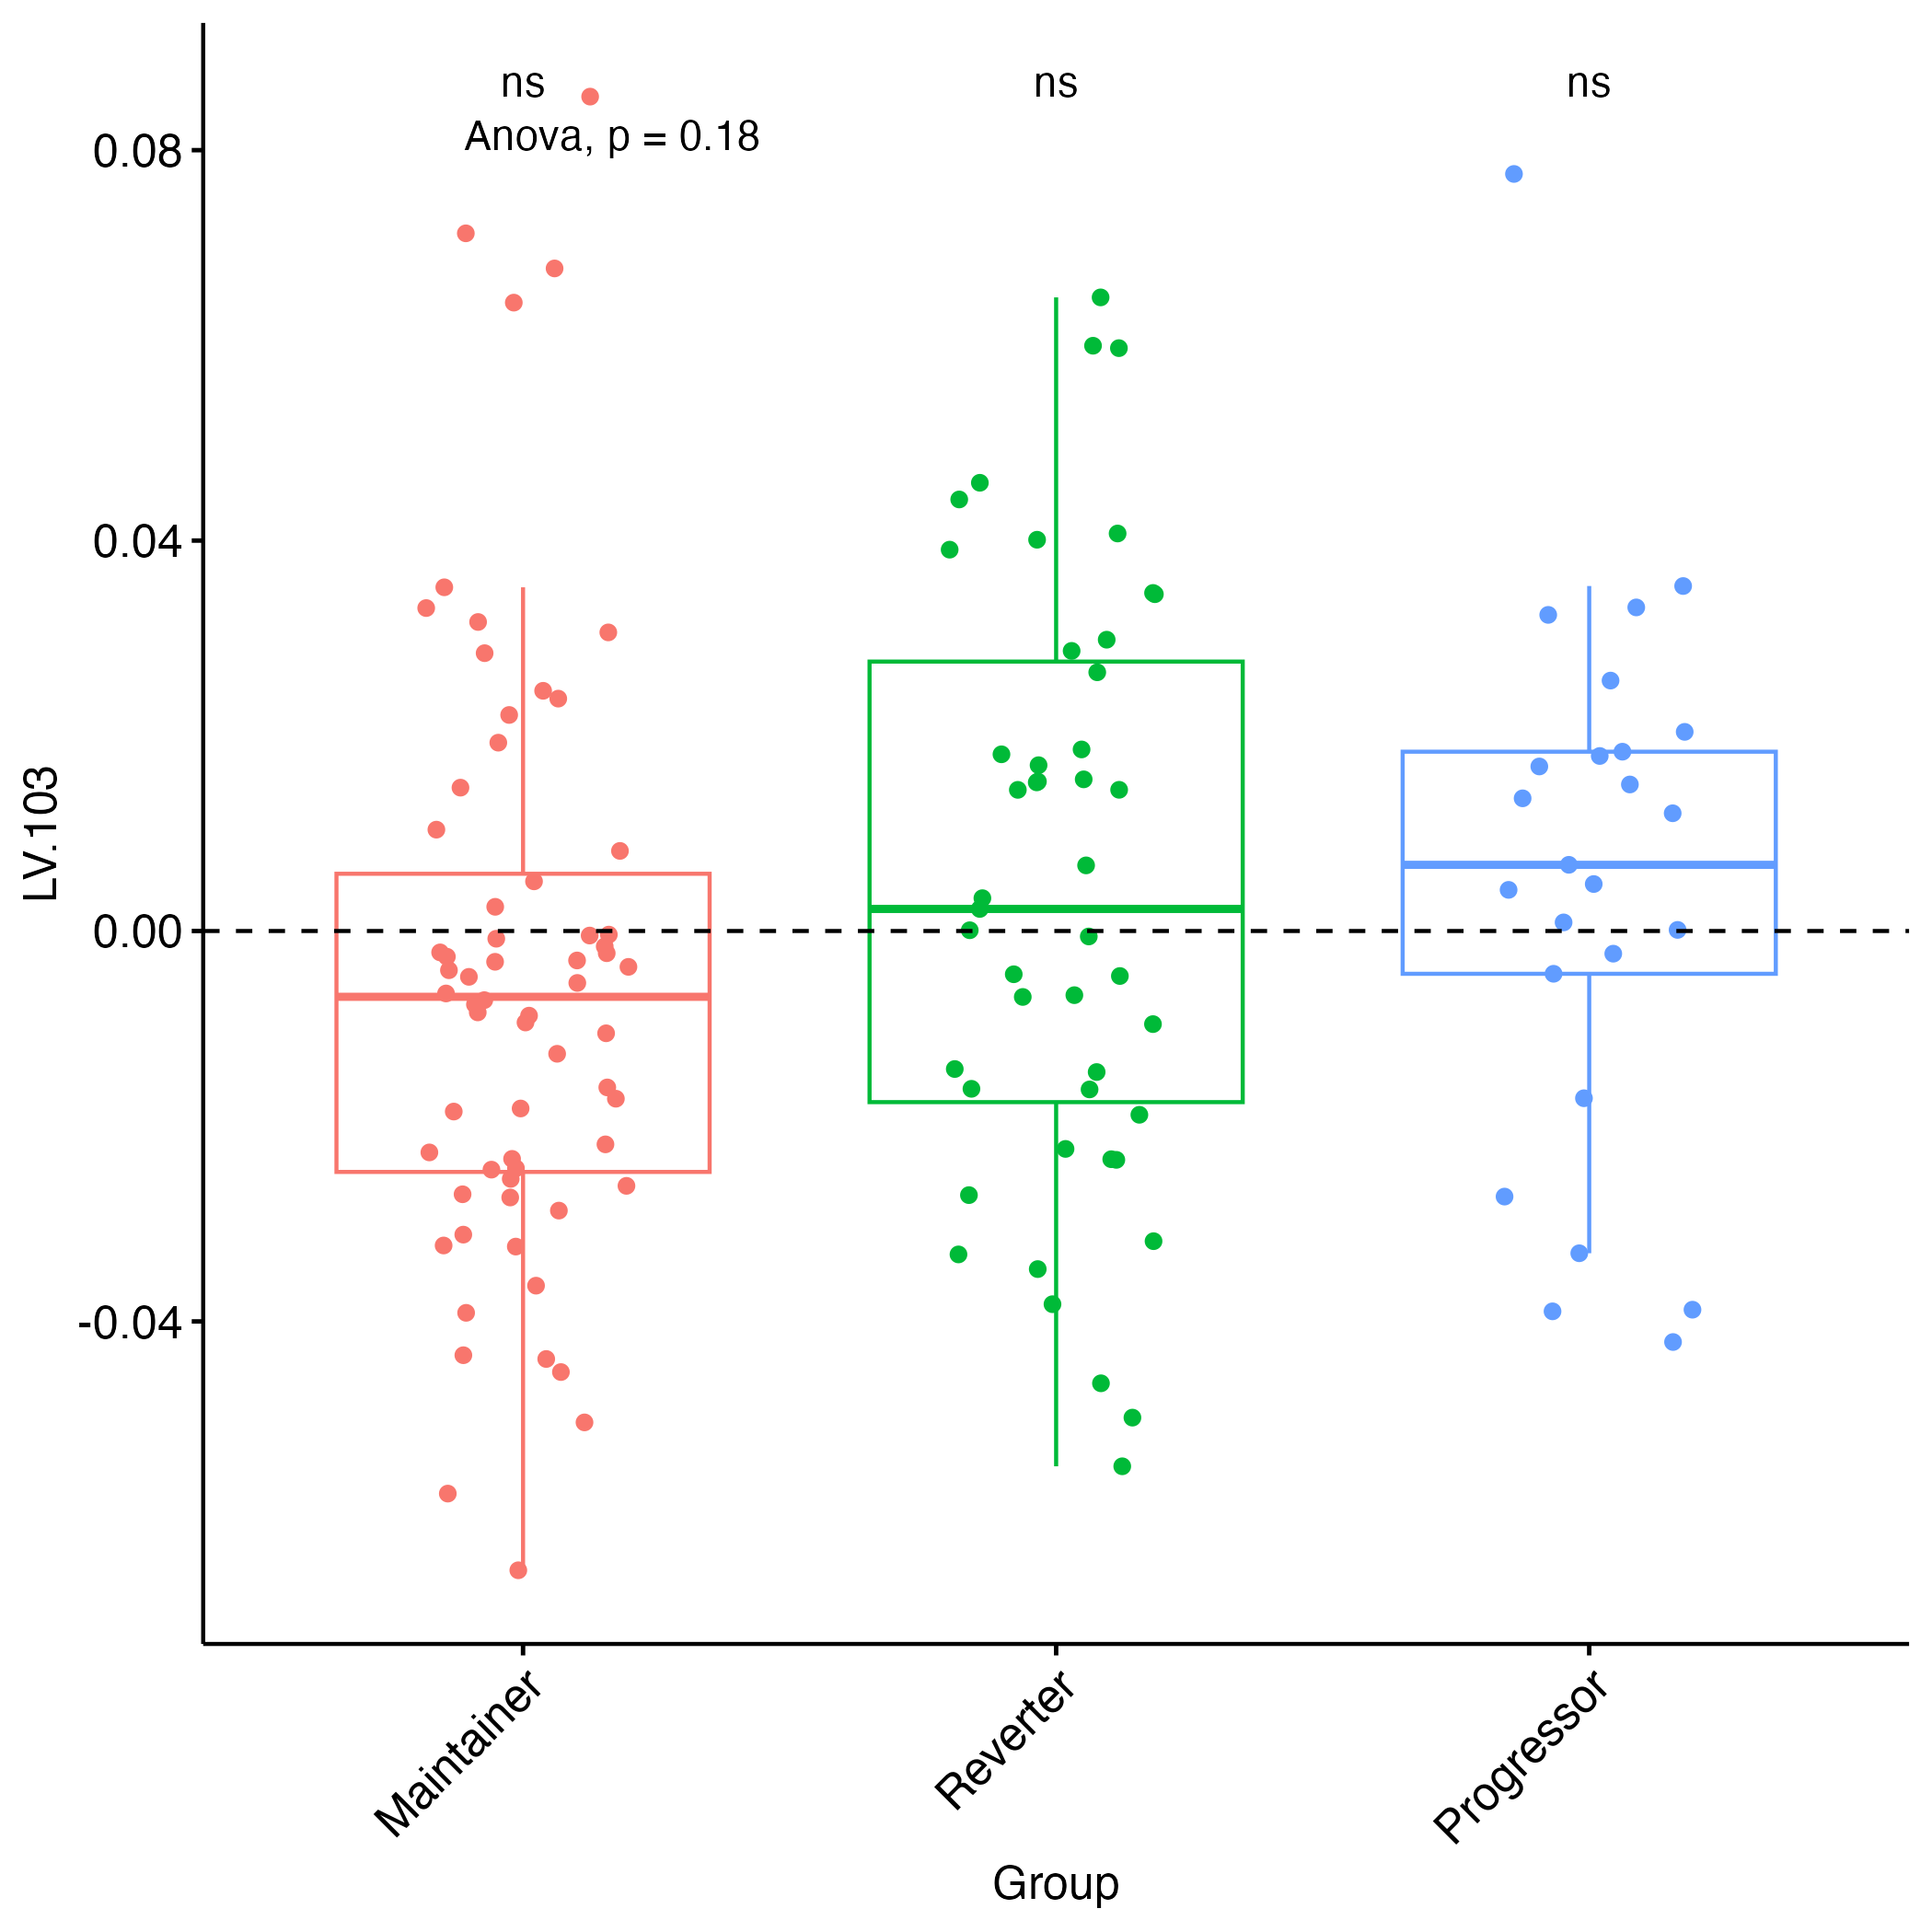 ns ns ns
Anova, p = 0.18
0.08
0.04
0.00
-0.04
LV.103
Maintainer
Reverter
Progressor
Group